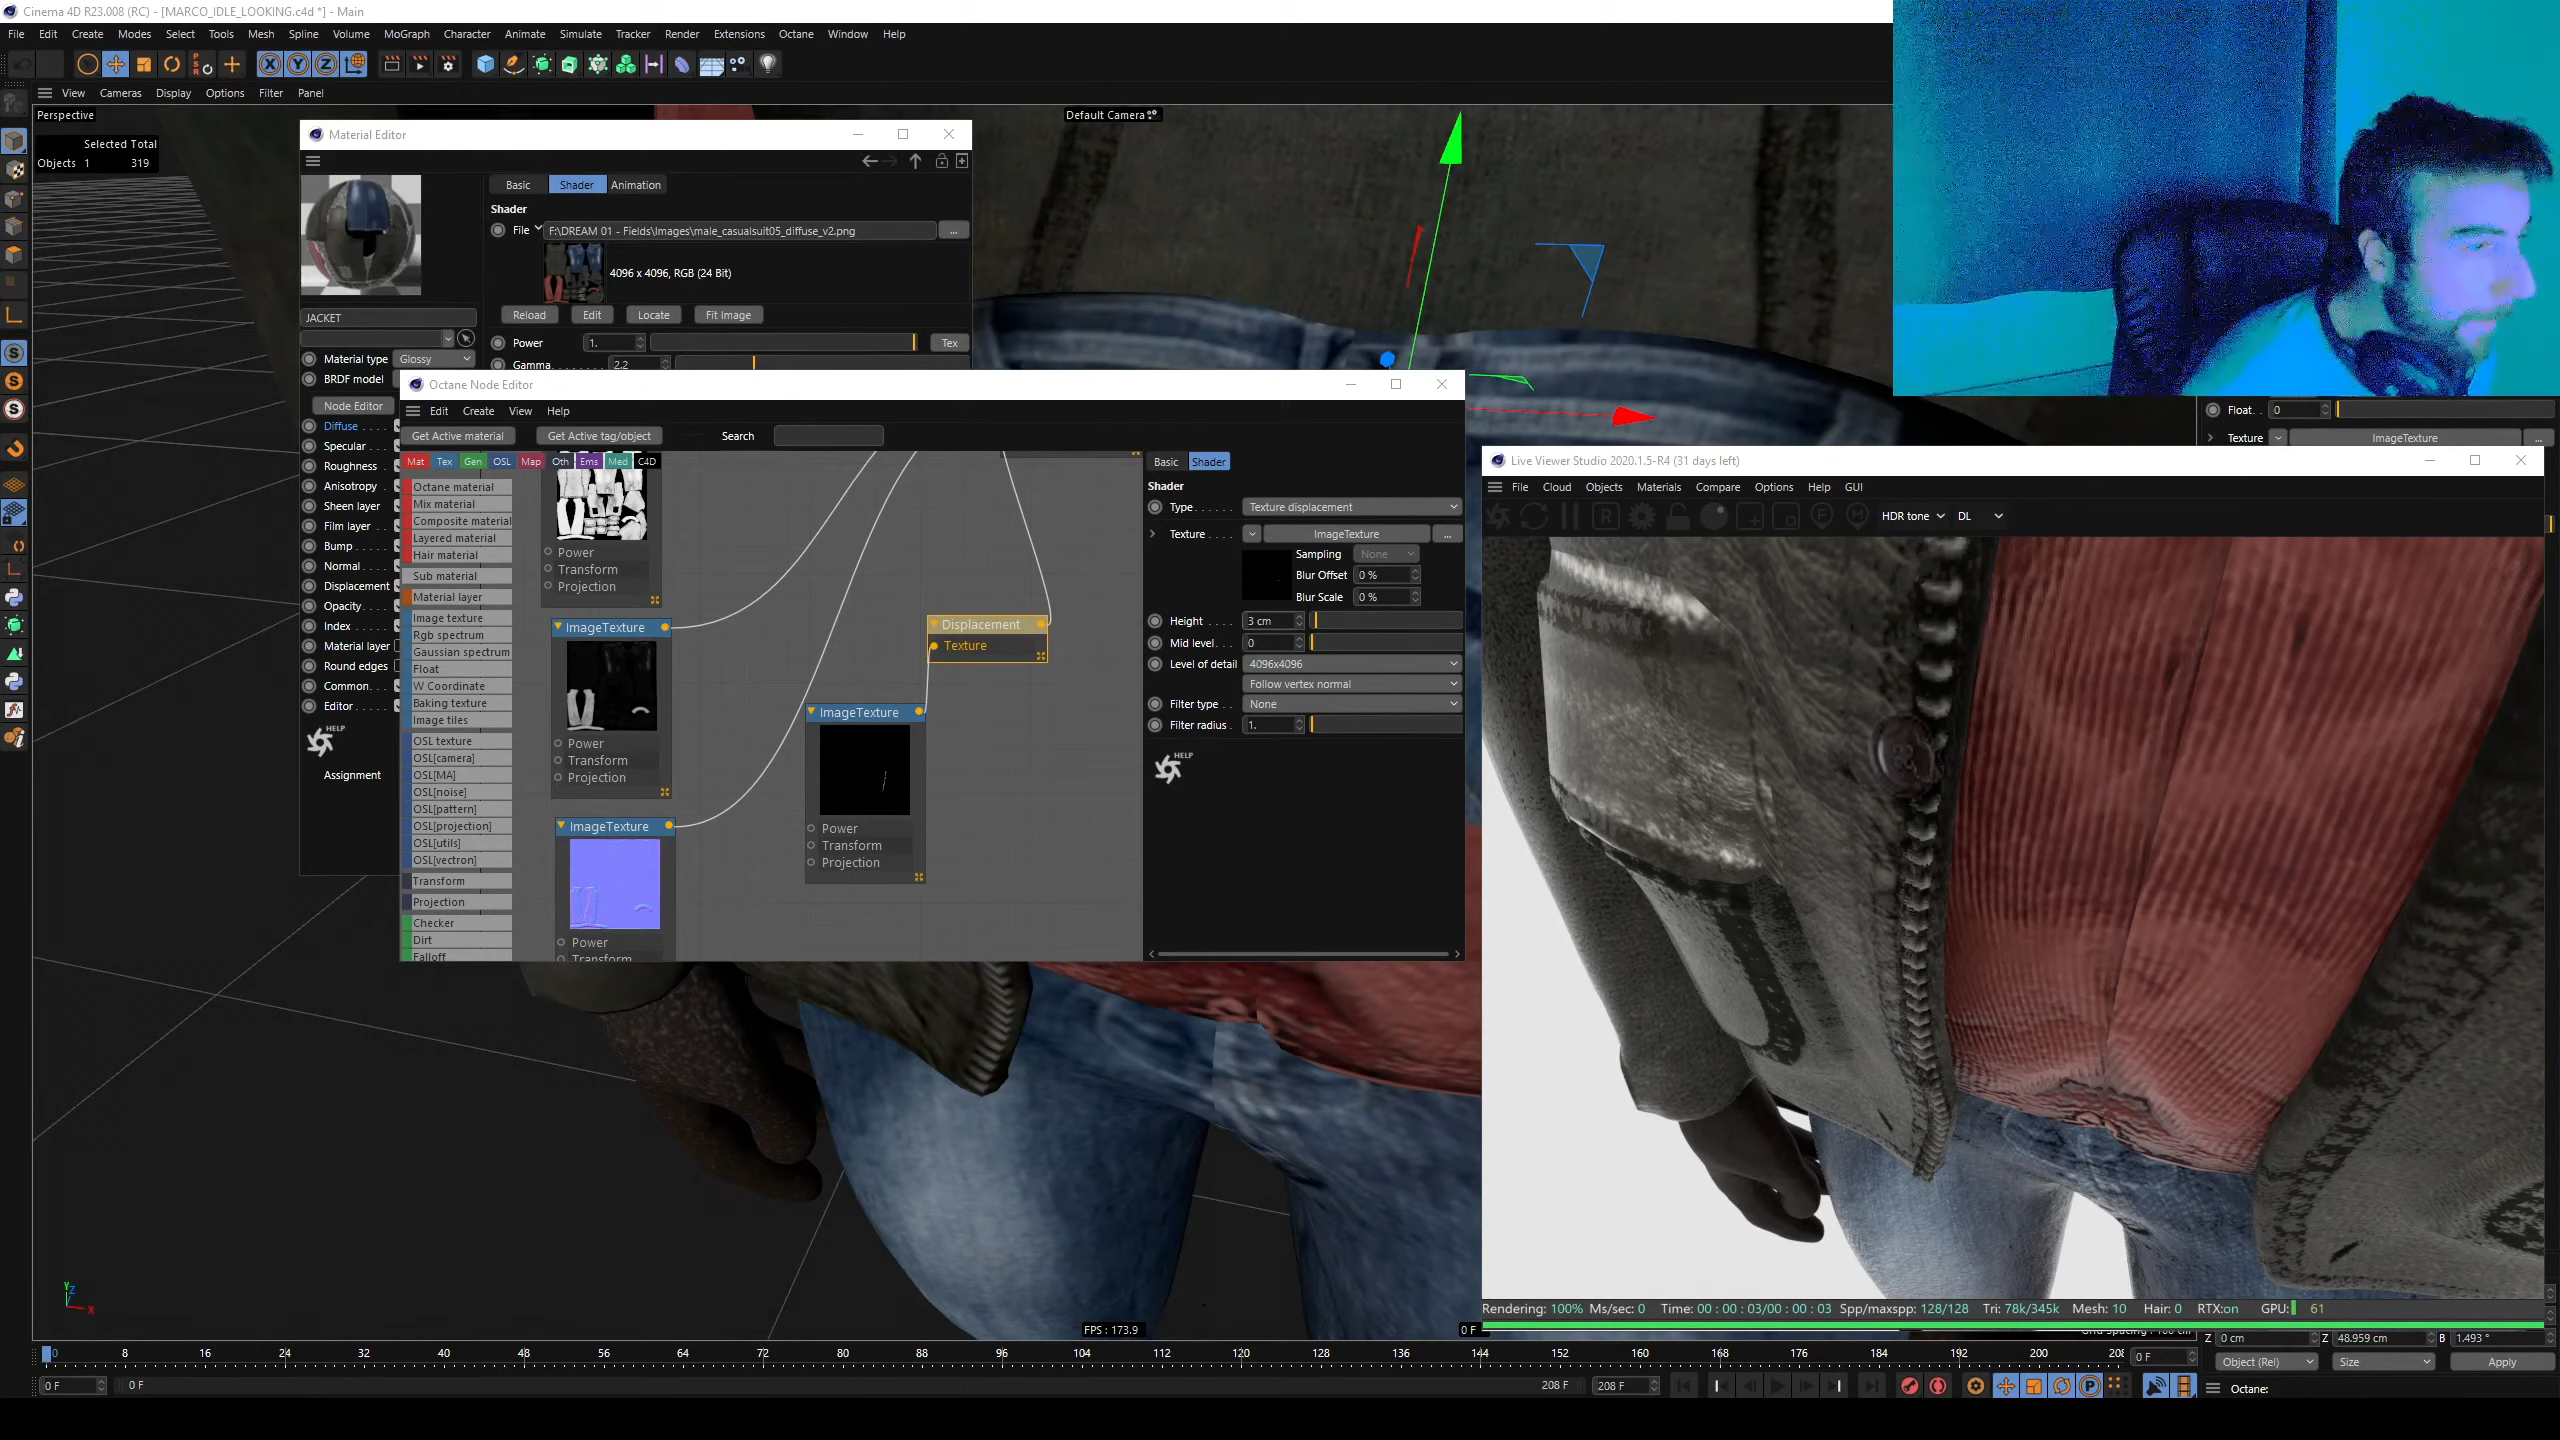 Cinema 4D R23.008 (RC) - [MARCO_IDLE_LOOKING.c4d *] - Main
File Edit Create Modes Select Tools Mesh Spline Volume MoGraph Character Animate Simulate Tracker Render Extensions Octane Window Help
View Cameras Display Options Filter Panel
Perspective
Default Camera
Selected Total
Objects 1 319
Material Editor
Basic Shader Animation
Shader
File F:\DREAM 01 - Fields\Images\male_casualsuit05_diffuse_v2.png ...
4096 x 4096, RGB (24 Bit)
Reload Edit Locate Fit Image
Power 1. Tex
Gamma 2.2
JACKET
Material type Glossy
BRDF model
Node Editor
Diffuse
Specular
Roughness
Anisotropy
Sheen layer
Film layer
Bump
Normal
Displacement
Opacity
Index
Material layer
Round edges
Common
Editor
HELP
Assignment
Octane Node Editor
Edit Create View Help
Get Active material Get Active tag/object Search
Mat Tex Gen OSL Map Oth Ems Med C4D
Octane material
Mix material
Composite material
Layered material
Hair material
Sub material
Material layer
Image texture
Rgb spectrum
Gaussian spectrum
Float
W Coordinate
Baking texture
Image tiles
OSL texture
OSL[camera]
OSL[MA]
OSL[noise]
OSL[pattern]
OSL[projection]
OSL[utils]
OSL[vectron]
Transform
Projection
Checker
Dirt
Falloff
Power
Transform
Projection
ImageTexture
Power
Transform
Projection
ImageTexture
Power
Transform
ImageTexture
Power
Transform
Projection
Displacement
Texture
Basic Shader
Shader
Type Texture displacement
Texture ImageTexture ...
Sampling None
Blur Offset 0 %
Blur Scale 0 %
Height 3 cm
Mid level 0
Level of detail 4096x4096
Follow vertex normal
Filter type None
Filter radius 1.
HELP
Float 0
Texture ImageTexture ...
Live Viewer Studio 2020.1.5-R4 (31 days left)
File Cloud Objects Materials Compare Options Help GUI
HDR tone DL
Rendering: 100% Ms/sec: 0 Time: 00 : 00 : 03/00 : 00 : 03 Spp/maxspp: 128/128 Tri: 78k/345k Mesh: 10 Hair: 0 RTX:on GPU: 61
Y Z X
FPS : 173.9
0 F
Z 0 cm Z 48.959 cm B 1.493 °
Object (Rel) Size Apply
0 8 16 24 32 40 48 56 64 72 80 88 96 104 112 120 128 136 144 152 160 168 176 184 192 200 208 0 F
0 F 0 F 208 F 208 F
Octane: